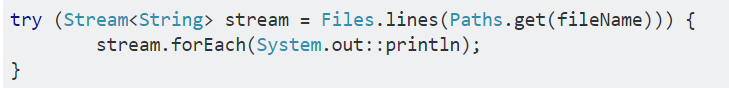 try (Stream<String> stream = Files.lines(Paths.get(fileName))) {
        stream.forEach(System.out::println);
}